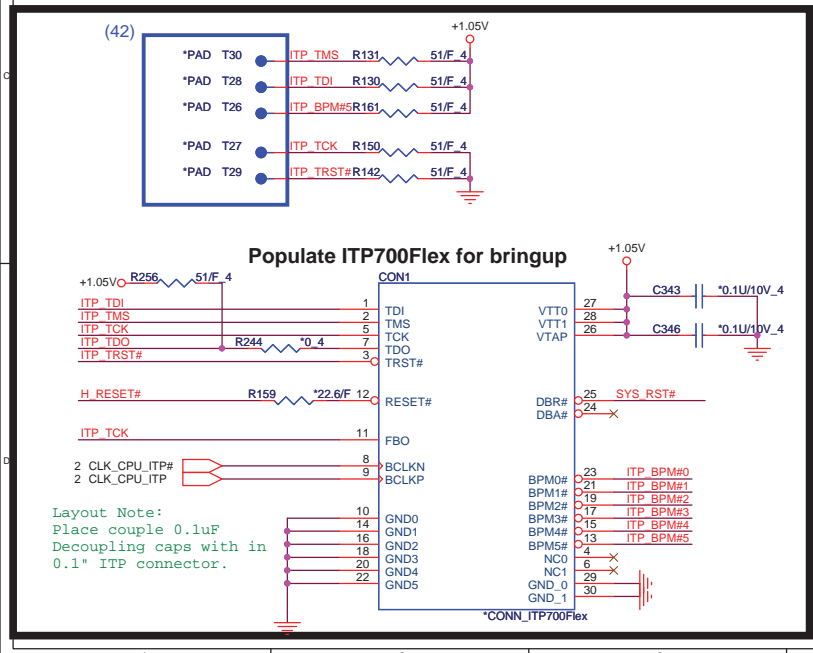 (42)
+1.05V
*PAD T30 ITP_TMS R131 51/F_4
*PAD T28 ITP_TDI R130 51/F_4
*PAD T26 ITP_BPM#5 R161 51/F_4
*PAD T27 ITP_TCK R150 51/F_4
*PAD T29 ITP_TRST# R142 51/F_4
C
Populate ITP700Flex for bringup
+1.05V
+1.05V R256 51/F_4
CON1
C343 *0.1U/10V_4
C346 *0.1U/10V_4
ITP_TDI 1 TDI
ITP_TMS 2 TMS
ITP_TCK 5 TCK
ITP_TDO R244 *0_4 7 TDO
ITP_TRST# 3 TRST#
H_RESET# R159 *22.6/F 12 RESET#
ITP_TCK 11 FBO
2 CLK_CPU_ITP# 8 BCLKN
2 CLK_CPU_ITP 9 BCLKP
10 GND0
14 GND1
16 GND2
18 GND3
20 GND4
22 GND5
VTT0 27
VTT1 28
VTAP 26
DBR# 25 SYS_RST#
DBA# 24
BPM0# 23 ITP_BPM#0
BPM1# 21 ITP_BPM#1
BPM2# 19 ITP_BPM#2
BPM3# 17 ITP_BPM#3
BPM4# 15 ITP_BPM#4
BPM5# 13 ITP_BPM#5
NC0 4
NC1 6
GND_0 29
GND_1 30
*CONN_ITP700Flex
D
Layout Note:
Place couple 0.1uF
Decoupling caps with in
0.1" ITP connector.